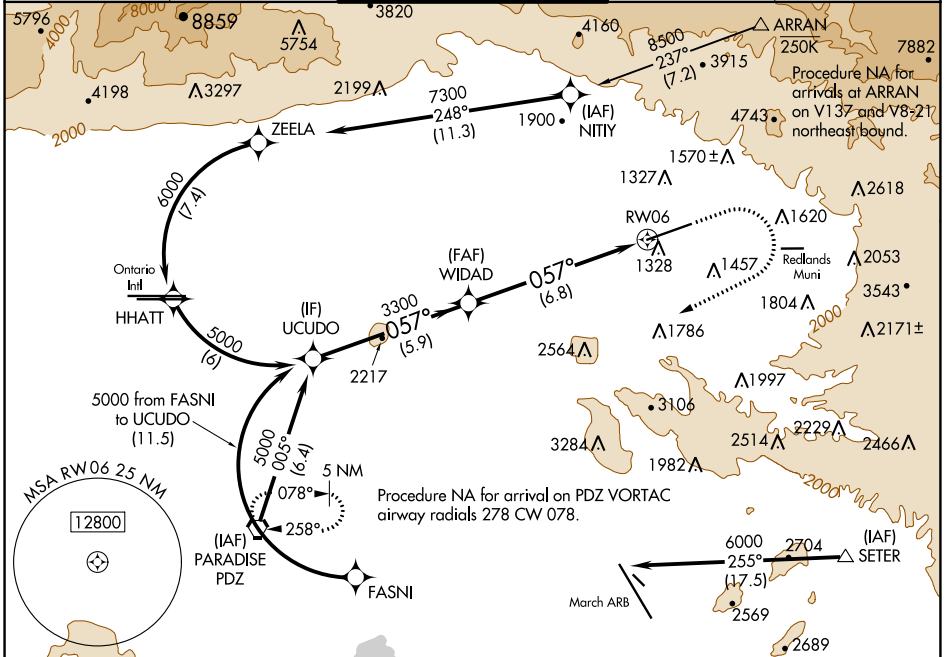 5796
4000
8000
8859
5754
3820
4160
8500
237°
(7.2)
ARRAN
250K
3915
7882
Procedure NA for
arrivals at ARRAN
on V137 and V8-21
northeast bound.
4198
3297
2199
7300
248°
(11.3)
1900
(IAF)
NITIY
4743
2000
ZEELA
1570±
1327
6000
(7.4)
2618
RW06
1620
1328
1457
Redlands
Muni
2053
3543
1804
2000
2171±
Ontario
Intl
HHATT
(FAF)
WIDAD
057°
(6.8)
(IF)
UCUDO
3300
057°
(5.9)
2217
5000
(6)
1786
2564
1997
5000 from FASNI
to UCUDO
(11.5)
5000
005°
(6.4)
3106
3284
2514
2229
2466
1982
2000
MSA RW06 25 NM
12800
5 NM
078°
258°
Procedure NA for arrival on PDZ VORTAC
airway radials 278 CW 078.
(IAF)
PARADISE
PDZ
FASNI
6000
255°
(17.5)
2704
(IAF)
SETER
March ARB
2569
2689